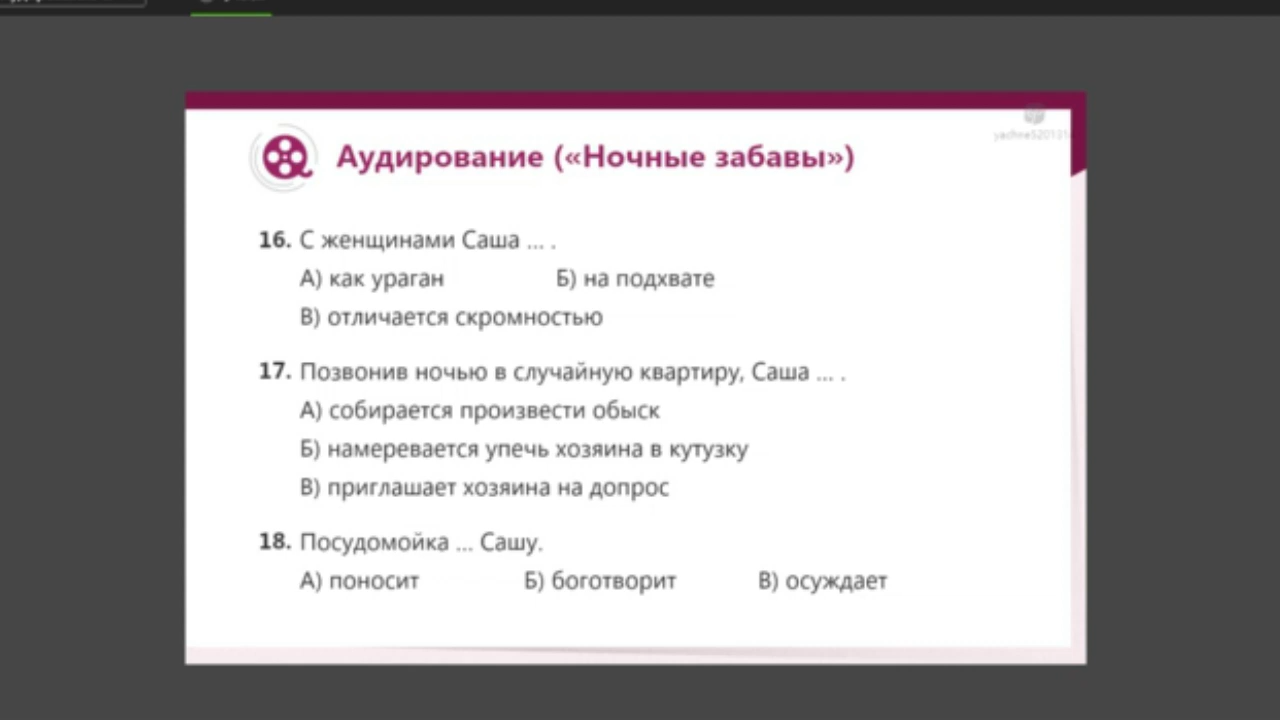 Аудирование («Ночные забавы»)
16. С женщинами Саша ... .
А) как ураган Б) на подхвате
В) отличается скромностью
17. Позвонив ночью в случайную квартиру, Саша ... .
А) собирается произвести обыск
Б) намеревается упечь хозяина в кутузку
В) приглашает хозяина на допрос
18. Посудомойка ... Сашу.
А) поносит Б) боготворит В) осуждает